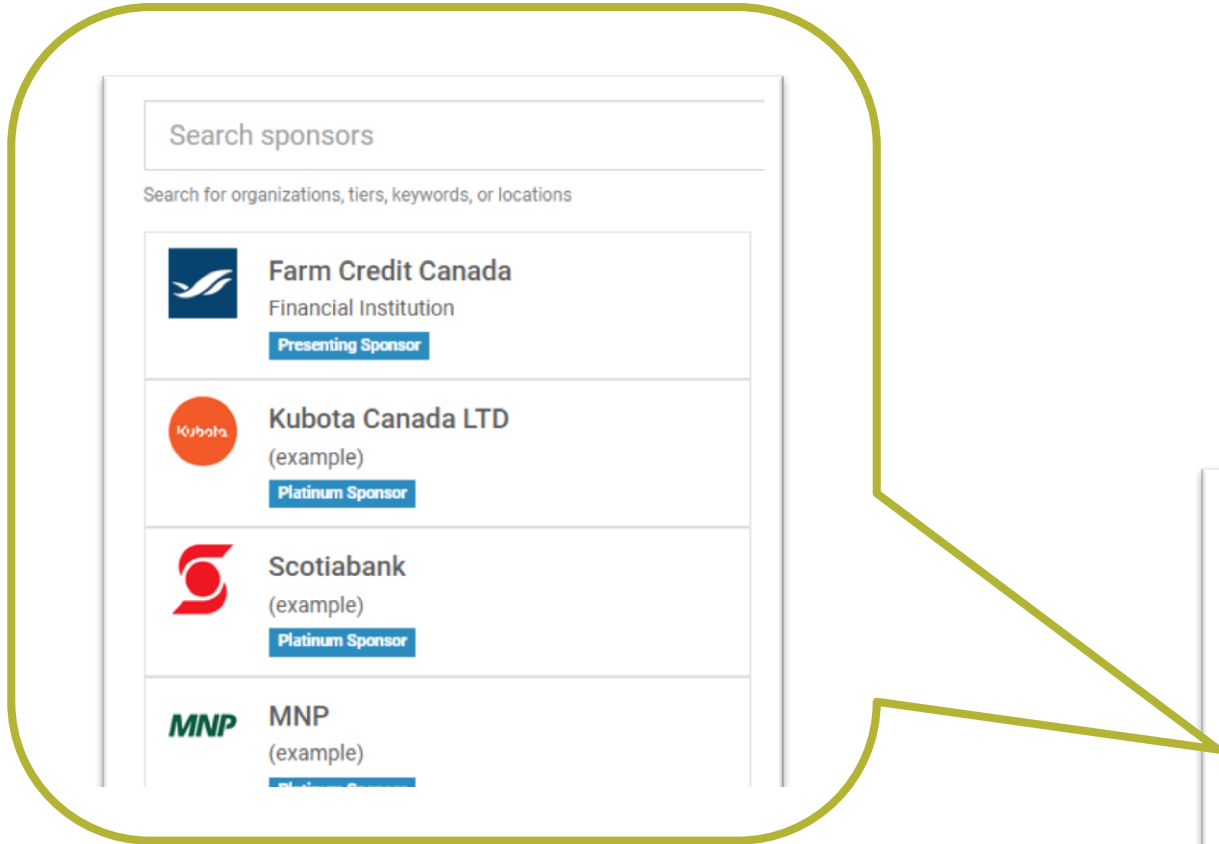 Search sponsors
Search for organizations, tiers, keywords, or locations
Farm Credit Canada
Financial Institution
Presenting Sponsor
Kubota
Kubota Canada LTD
(example)
Platinum Sponsor
Scotiabank
(example)
Platinum Sponsor
MNP
MNP
(example)